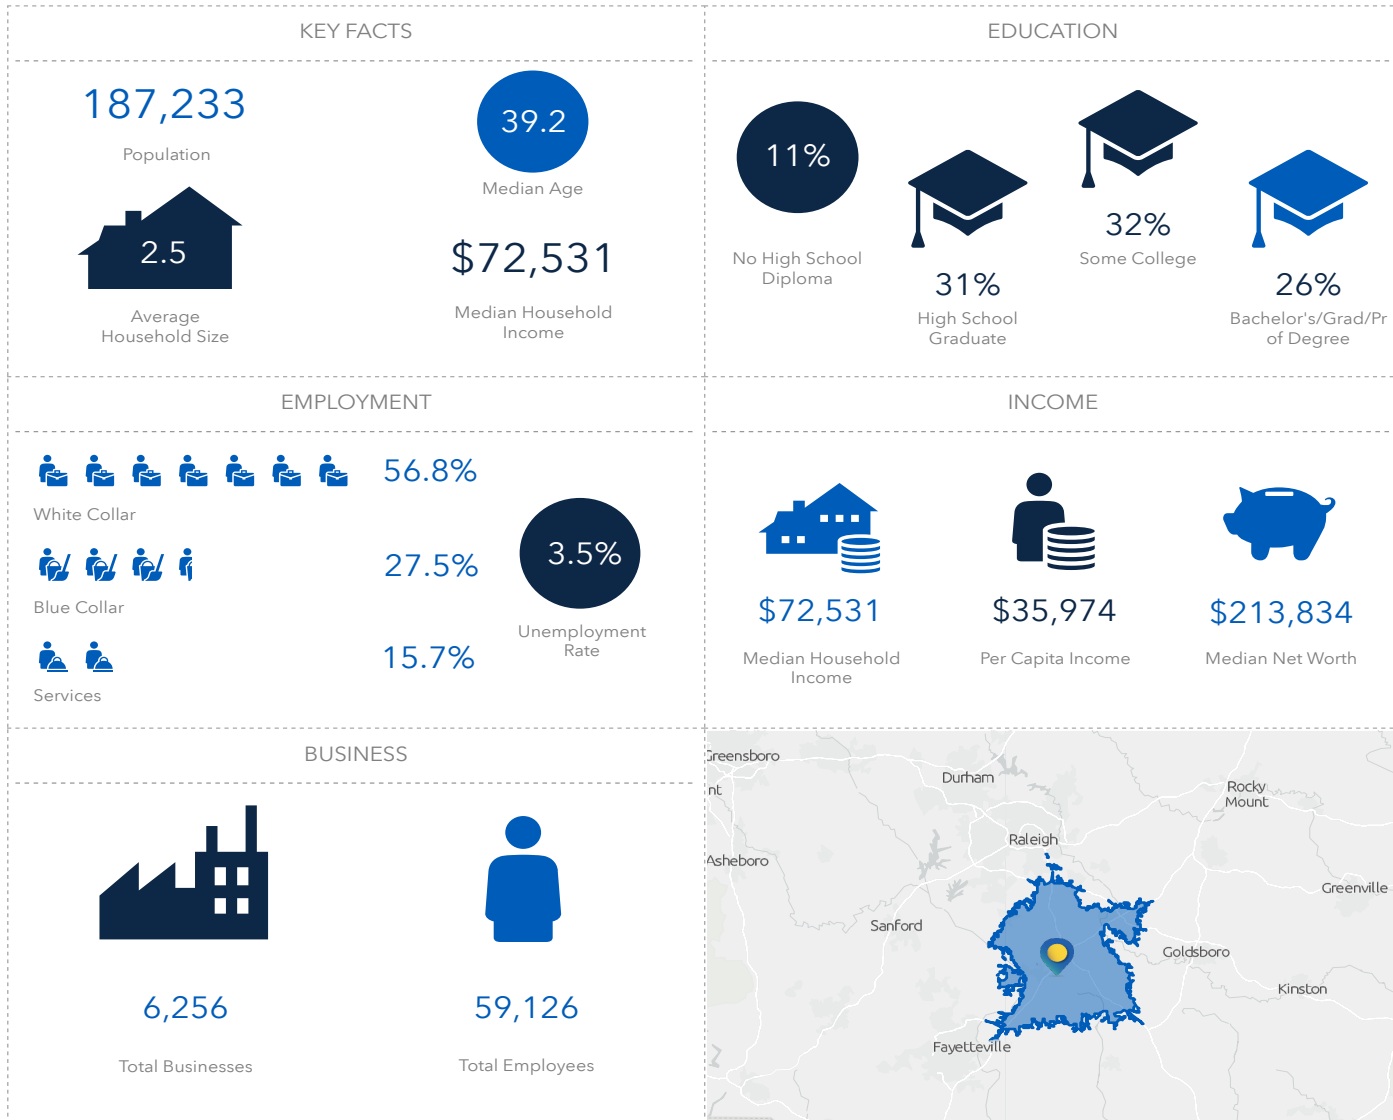 KEY FACTS
187,233
Population
39.2
Median Age
2.5
Average
Household Size
$72,531
Median Household
Income
EDUCATION
11%
No High School
Diploma
31%
High School
Graduate
32%
Some College
26%
Bachelor's/Grad/Pr
of Degree
EMPLOYMENT
56.8%
White Collar
27.5%
Blue Collar
15.7%
Services
3.5%
Unemployment
Rate
INCOME
$72,531
Median Household
Income
$35,974
Per Capita Income
$213,834
Median Net Worth
BUSINESS
6,256
Total Businesses
59,126
Total Employees
Greensboro
nt
Durham
Rocky
Mount
Raleigh
Asheboro
Greenville
Sanford
Goldsboro
Kinston
Fayetteville